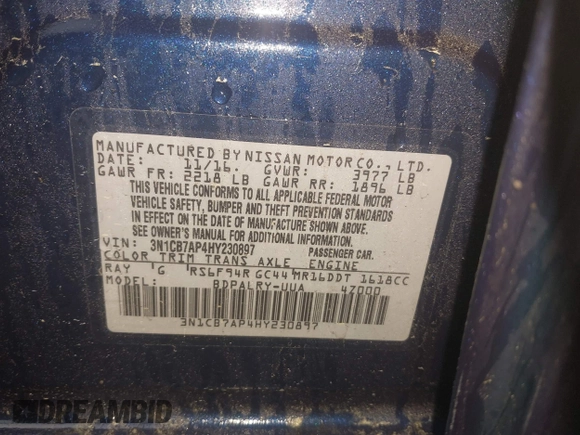 MANUFACTURED BY NISSAN MOTOR CO., LTD.
DATE: 11/16. GVWR: 3977 LB
GAWR FR: 2218 LB GAWR RR: 1896 LB
THIS VEHICLE CONFORMS TO ALL APPLICABLE FEDERAL MOTOR
VEHICLE SAFETY, BUMPER AND THEFT PREVENTION STANDARDS
IN EFFECT ON THE DATE OF MANUFACTURE SHOWN ABOVE.
SEE OWNER'S MANUAL FOR ADDITIONAL INFORMATION.
VIN: 3N1CB7AP4HY230897 PASSENGER CAR.
COLOR TRIM TRANS AXLE ENGINE
RAY G RS6F94R GC44 MR16DDT 1618CC
MODEL: BDPALRY-UUA 4Z000
3N1CB7AP4HY230897
DREAMBID